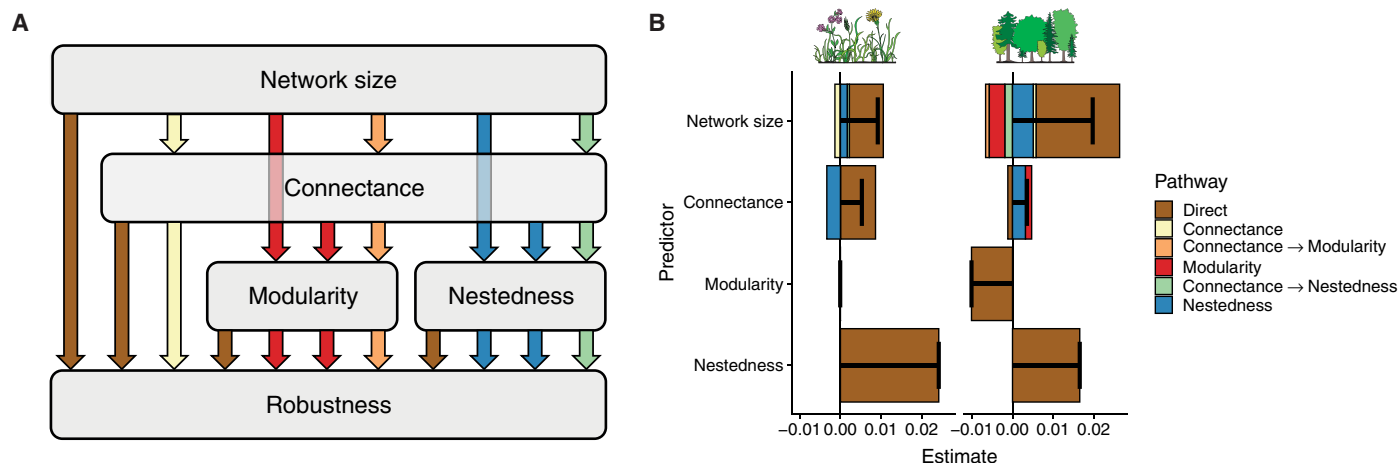 A
Network size
Connectance
Modularity
Nestedness
Robustness
B
Predictor
Network size
Connectance
Modularity
Nestedness
−0.01 0.00 0.01 0.02
−0.01 0.00 0.01 0.02
Estimate
Pathway
Direct
Connectance
Connectance → Modularity
Modularity
Connectance → Nestedness
Nestedness